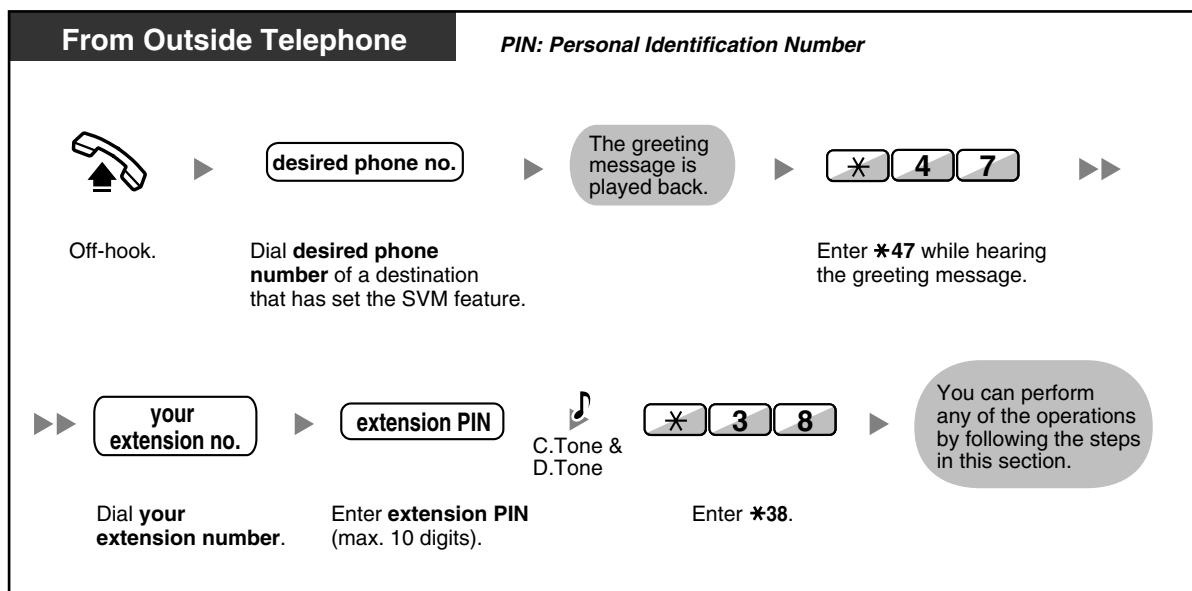 From Outside Telephone
PIN: Personal Identification Number
desired phone no.
The greeting
message is
played back.
* 4 7
Off-hook.
Dial desired phone
number of a destination
that has set the SVM feature.
Enter *47 while hearing
the greeting message.
your
extension no.
extension PIN
C.Tone &
D.Tone
* 3 8
You can perform
any of the operations
by following the steps
in this section.
Dial your
extension number.
Enter extension PIN
(max. 10 digits).
Enter *38.